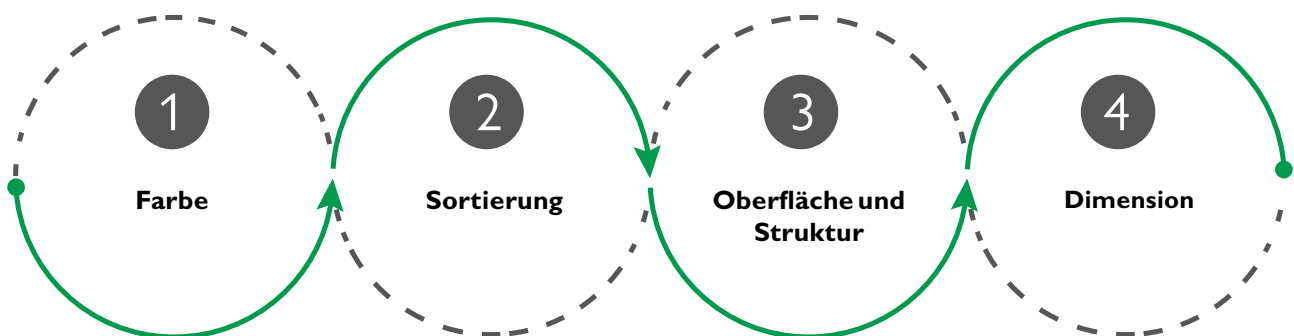 1
Farbe
2
Sortierung
3
Oberfläche und
Struktur
4
Dimension